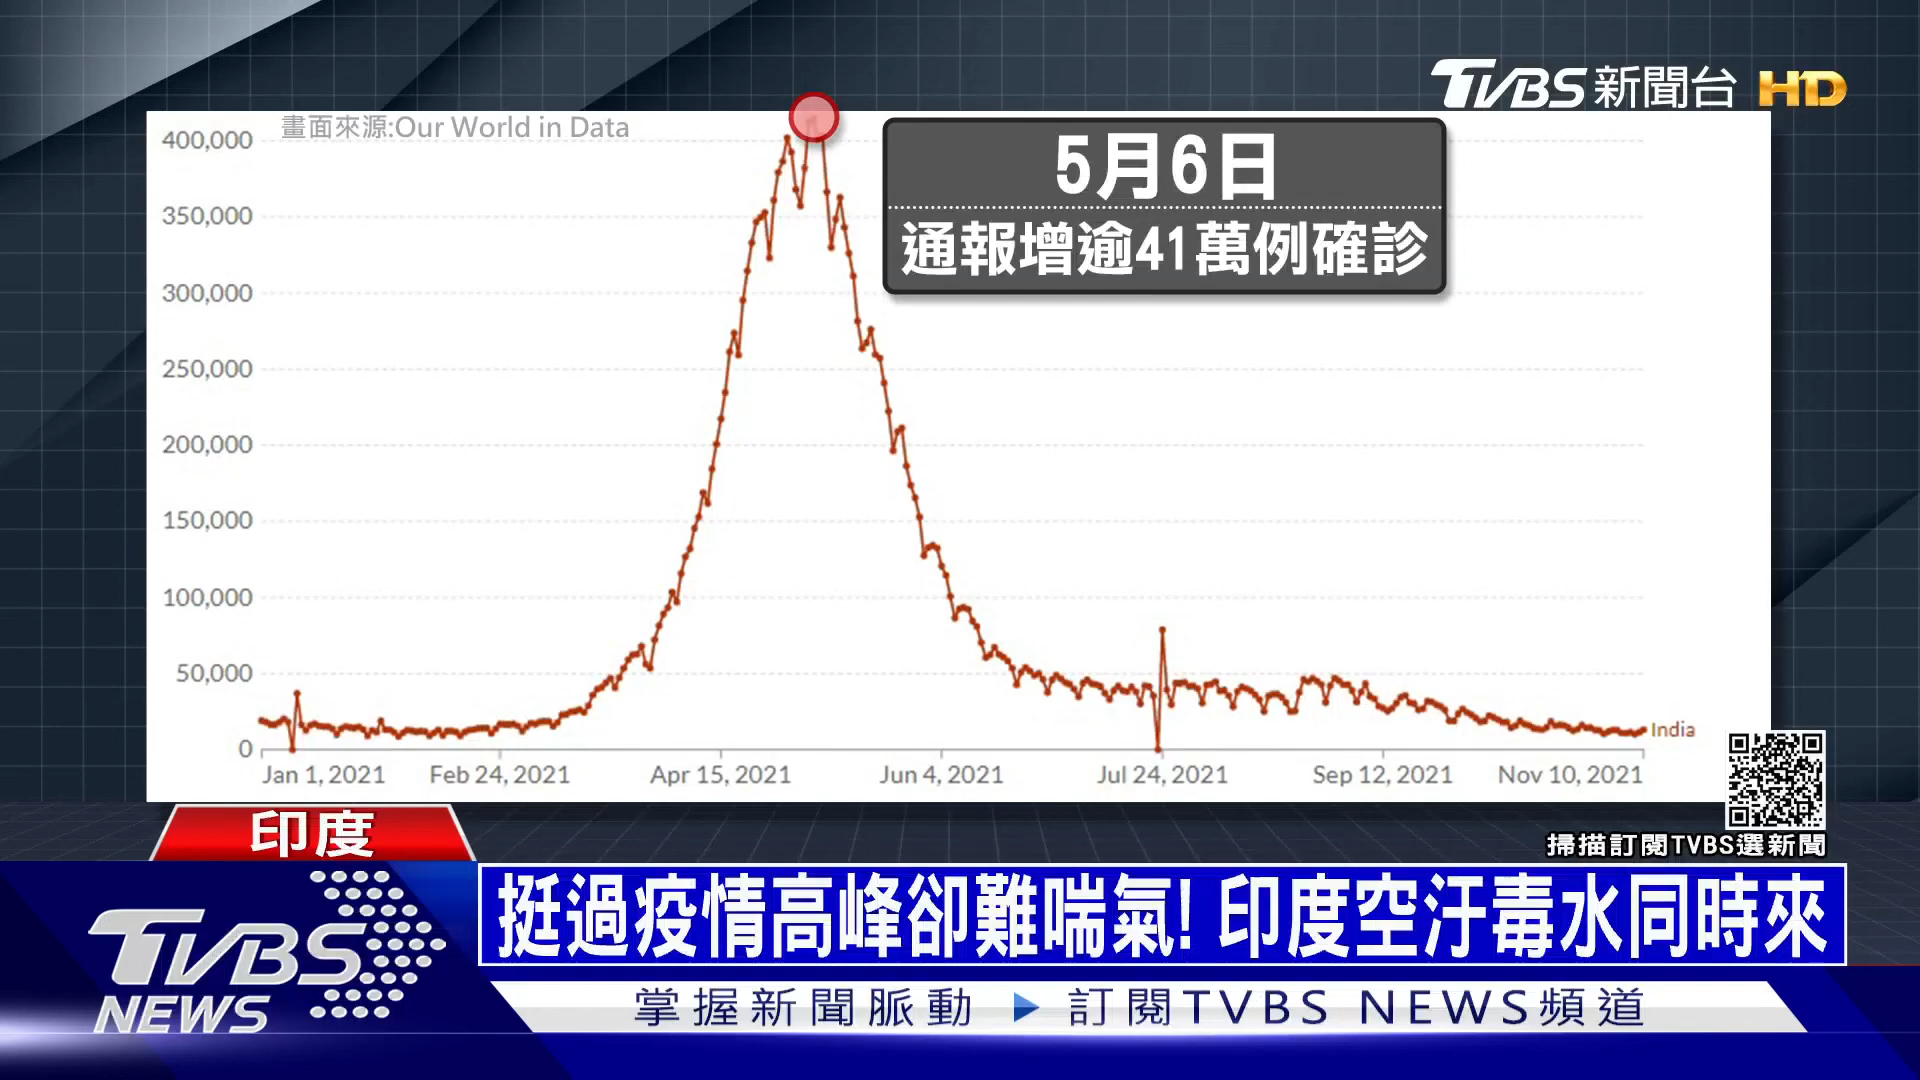 TVBS新聞台 HD
畫面來源:Our World in Data
5月6日
通報增逾41萬例確診
400,000
350,000
300,000
250,000
200,000
150,000
100,000
50,000
0
India
Jan 1, 2021
Feb 24, 2021
Apr 15, 2021
Jun 4, 2021
Jul 24, 2021
Sep 12, 2021
Nov 10, 2021
掃描訂閱TVBS選新聞
印度
挺過疫情高峰卻難喘氣! 印度空汙毒水同時來
TVBS
NEWS
掌握新聞脈動 ▶ 訂閱TVBS NEWS頻道